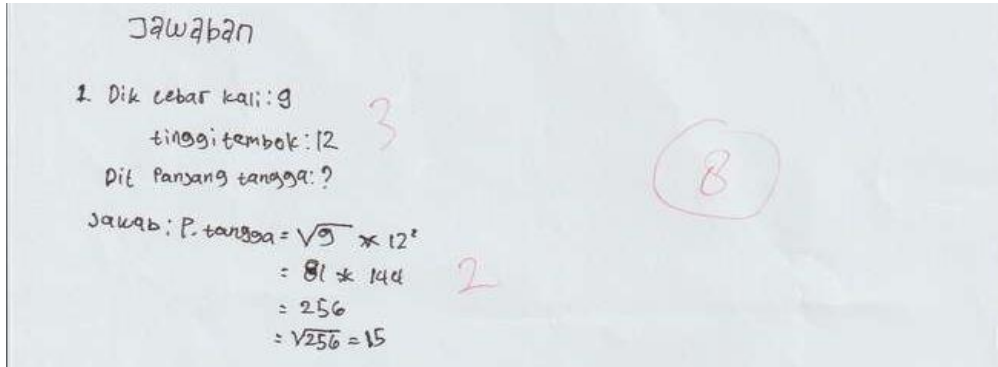 Jawaban
1. Dik Lebar kali: 9
tinggi tembok: 12
3
Dit Panjang tangga: ?
8
Jawab: P. tangga = √9 * 12²
= 81 * 144
2
= 256
= √256 = 15